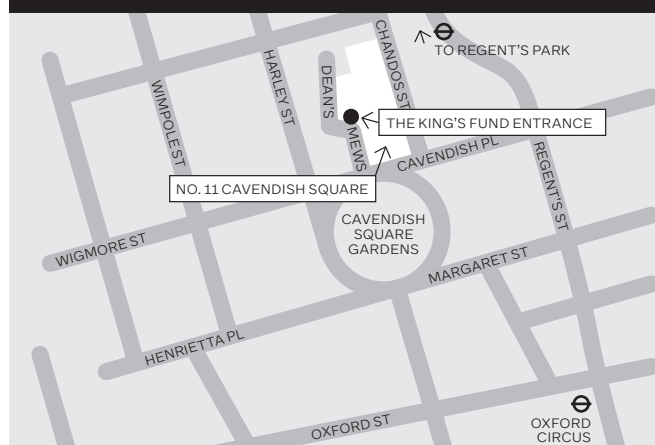 TO REGENT'S PARK
CHANDOS ST
HARLEY ST
WIMPOLE ST
DEAN'S
MEWS
THE KING'S FUND ENTRANCE
CAVENDISH PL
REGENT'S ST
NO. 11 CAVENDISH SQUARE
CAVENDISH
SQUARE
GARDENS
WIGMORE ST
MARGARET ST
HENRIETTA PL
OXFORD ST
OXFORD
CIRCUS